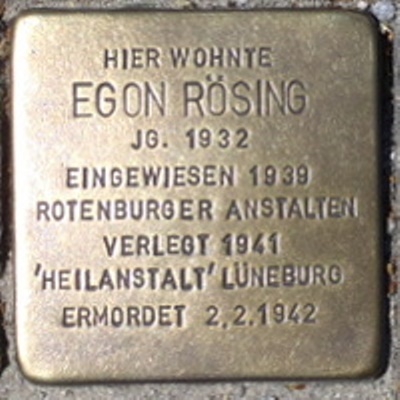 HIER WOHNTE
EGON RÖSING
JG. 1932
EINGEWIESEN 1939
ROTENBURGER ANSTALTEN
VERLEGT 1941
'HEILANSTALT' LÜNEBURG
ERMORDET 2.2.1942